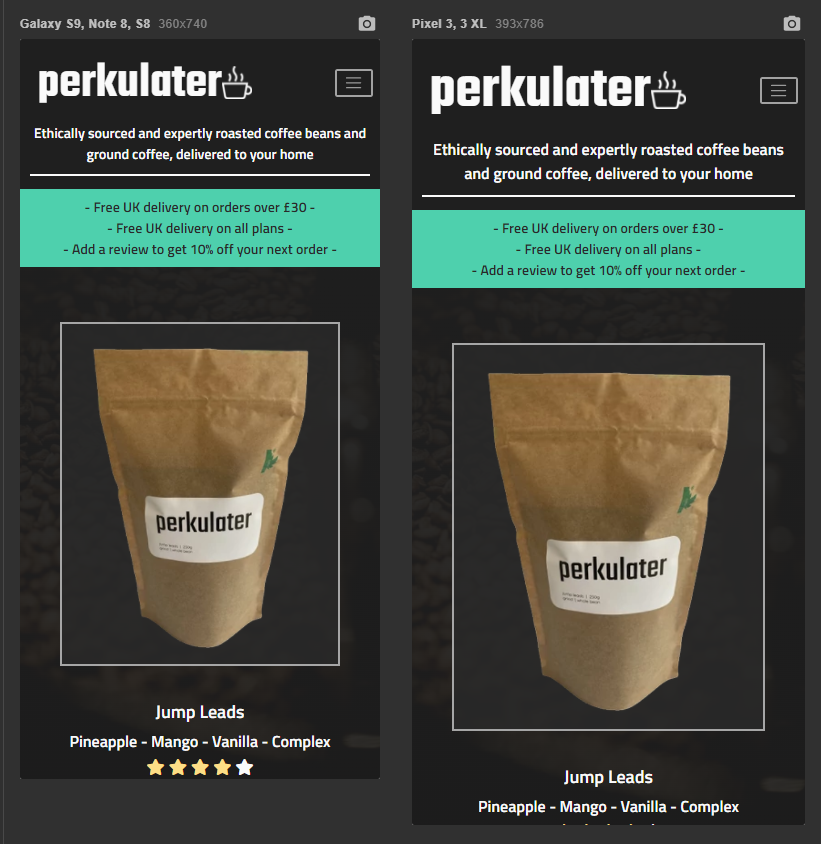 Galaxy S9, Note 8, S8 360x740
perkulater
Ethically sourced and expertly roasted coffee beans and
ground coffee, delivered to your home
- Free UK delivery on orders over £30 -
- Free UK delivery on all plans -
- Add a review to get 10% off your next order -
perkulater
Jump Leads
Pineapple - Mango - Vanilla - Complex
Pixel 3, 3 XL 393x786
perkulater
Ethically sourced and expertly roasted coffee beans
and ground coffee, delivered to your home
- Free UK delivery on orders over £30 -
- Free UK delivery on all plans -
- Add a review to get 10% off your next order -
perkulater
Jump Leads
Pineapple - Mango - Vanilla - Complex